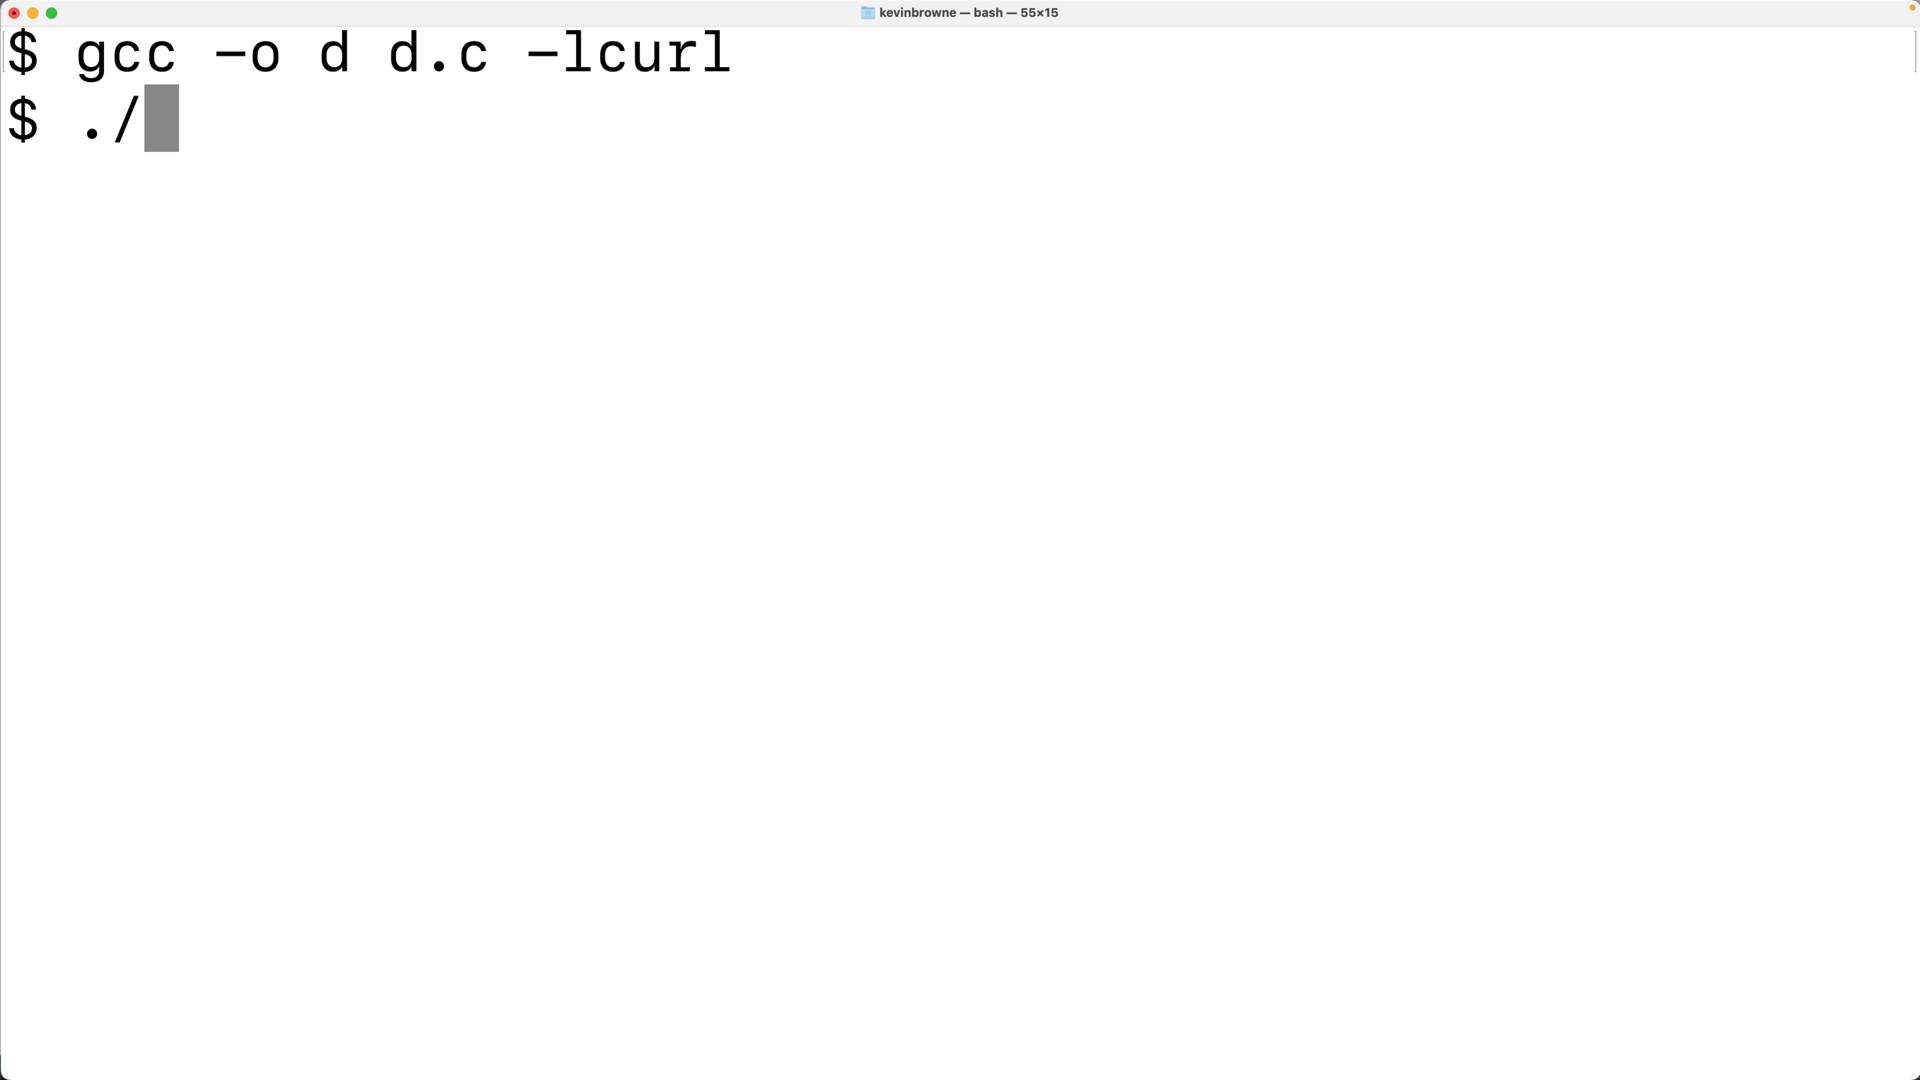 kevinbrowne — bash — 55×15
$ gcc -o d d.c -lcurl
$ ./